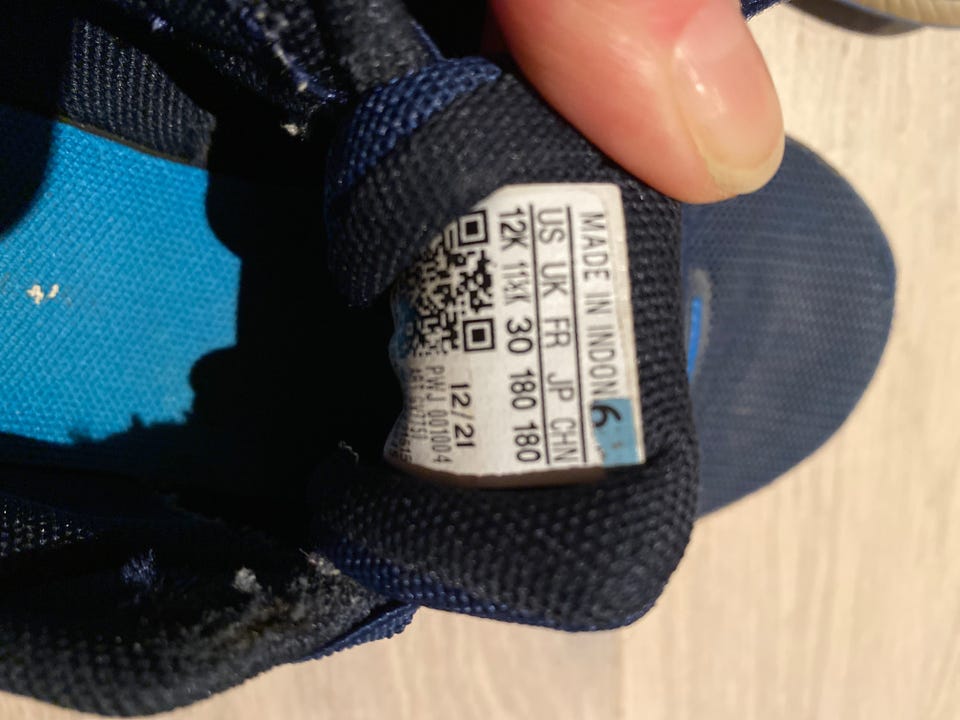 MADE IN INDON 6
US UK FR JP CHN
12K 11½K 30 180 180
12/21
PWJ 001004